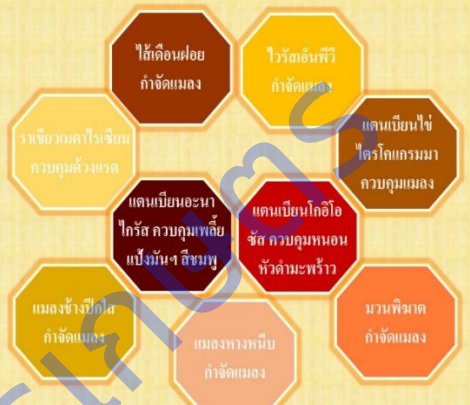 ไส้เดือนฝอย
กำจัดแมลง
ไวรัสเอ็นพีวี
กำจัดแมลง
ราเขียวเมตาไรเซียม
ควบคุมด้วงแรด
แตนเบียนไข่
ไตรโคแกรมมา
ควบคุมแมลง
แตนเบียนอะนา
ไกรัส ควบคุมเพลี้ย
แป้งมันฯ สีชมพู
แตนเบียนโกอิโอ
ซัส ควบคุมหนอน
หัวดำมะพร้าว
แมลงช้างปีกใส
กำจัดแมลง
แมลงหางหนีบ
กำจัดแมลง
มวนพิฆาต
กำจัดแมลง